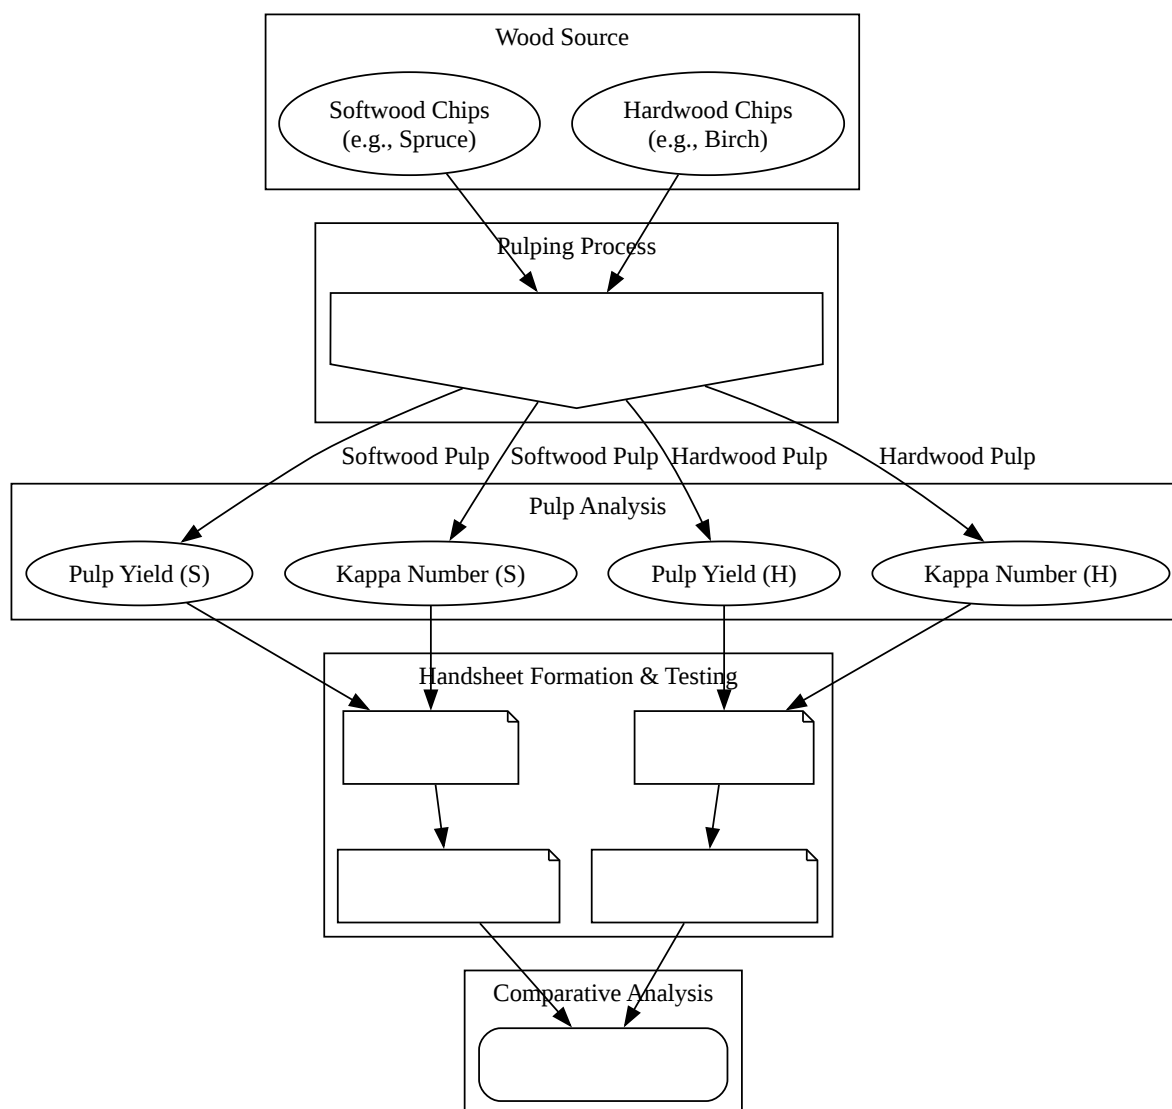 Wood Source
Softwood Chips
(e.g., Spruce)
Hardwood Chips
(e.g., Birch)
Pulping Process
Softwood Pulp
Softwood Pulp
Hardwood Pulp
Hardwood Pulp
Pulp Analysis
Pulp Yield (S)
Kappa Number (S)
Pulp Yield (H)
Kappa Number (H)
Handsheet Formation & Testing
Comparative Analysis